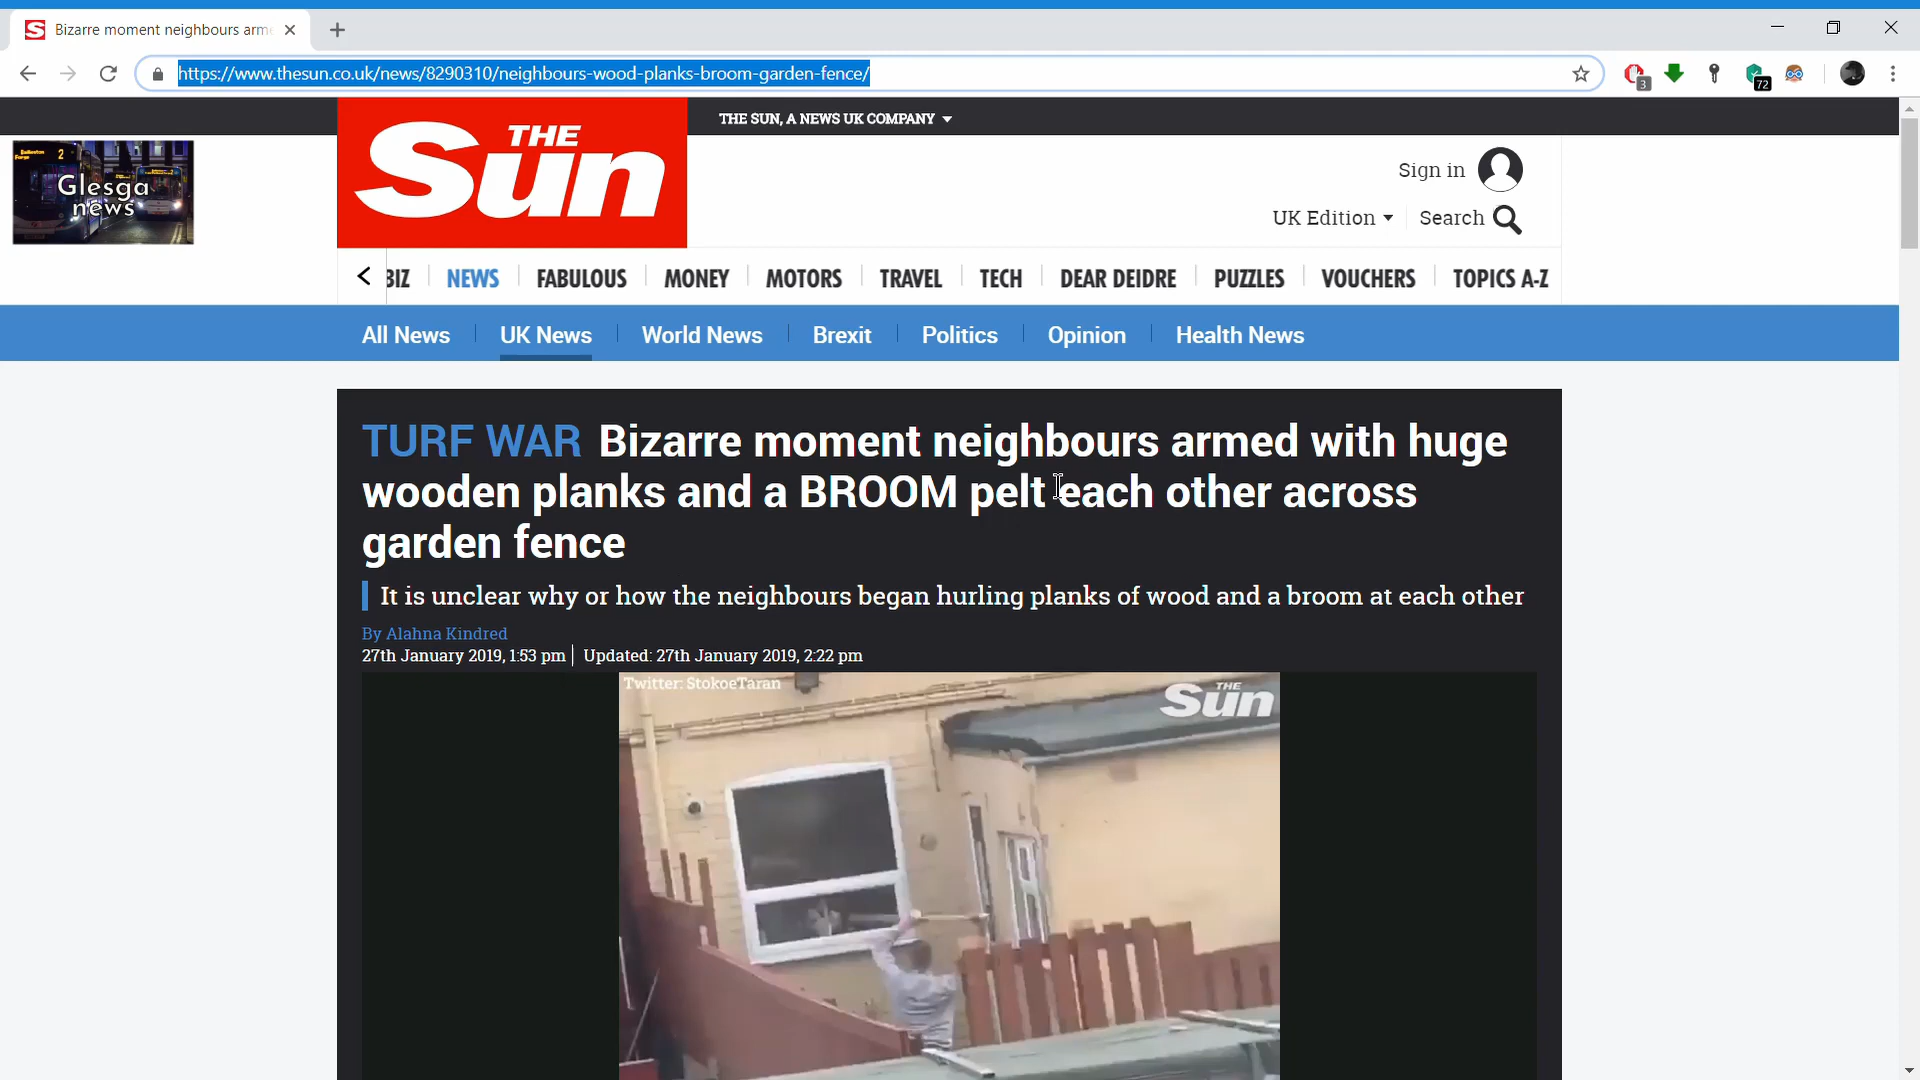 Bizarre moment neighbours arme
https://www.thesun.co.uk/news/8290310/neighbours-wood-planks-broom-garden-fence/
3
72
THE SUN, A NEWS UK COMPANY
THE
Sun
2
Glesga
news
Sign in
UK Edition
Search
BIZ
NEWS
FABULOUS
MONEY
MOTORS
TRAVEL
TECH
DEAR DEIDRE
PUZZLES
VOUCHERS
TOPICS A-Z
All News
UK News
World News
Brexit
Politics
Opinion
Health News
TURF WAR Bizarre moment neighbours armed with huge
wooden planks and a BROOM pelt each other across
garden fence
It is unclear why or how the neighbours began hurling planks of wood and a broom at each other
By Alahna Kindred
27th January 2019, 1:53 pm | Updated: 27th January 2019, 2:22 pm
Twitter: StokoeTaran
THE
Sun